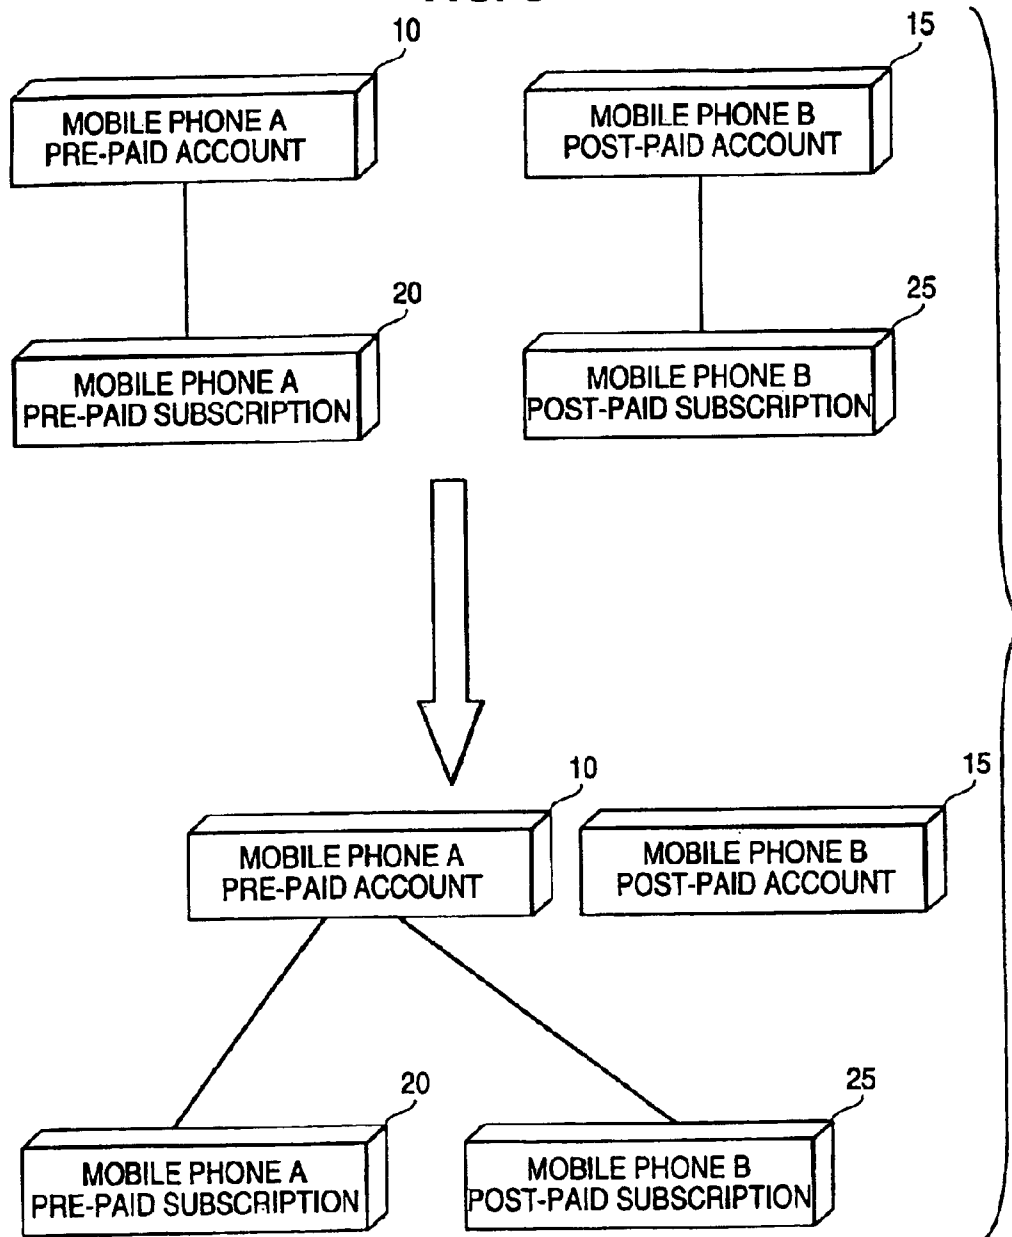 10
15
MOBILE PHONE A
PRE-PAID ACCOUNT
MOBILE PHONE B
POST-PAID ACCOUNT
20
25
MOBILE PHONE A
PRE-PAID SUBSCRIPTION
MOBILE PHONE B
POST-PAID SUBSCRIPTION
10
15
MOBILE PHONE A
PRE-PAID ACCOUNT
MOBILE PHONE B
POST-PAID ACCOUNT
20
25
MOBILE PHONE A
PRE-PAID SUBSCRIPTION
MOBILE PHONE B
POST-PAID SUBSCRIPTION